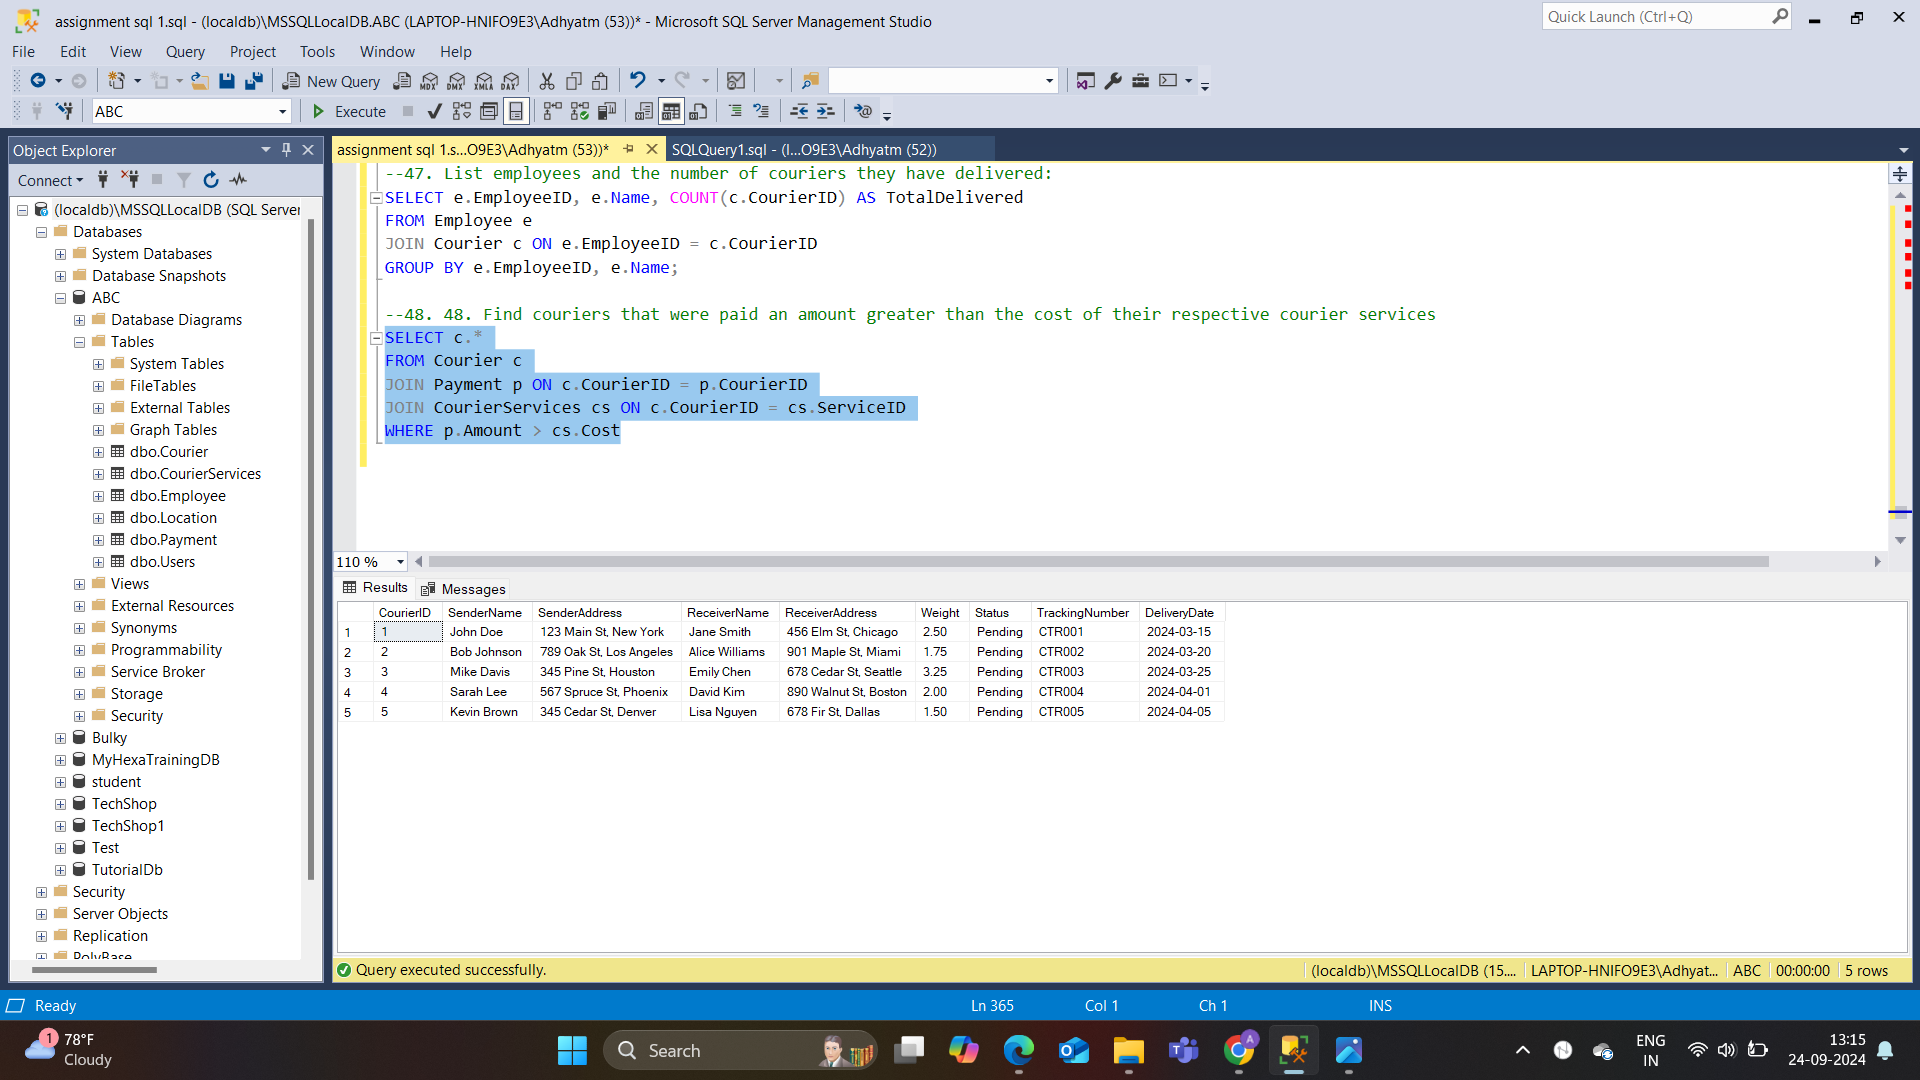 assignment sql 1.sql - (localdb)\MSSQLLocalDB.ABC (LAPTOP-HNIFO9E3\Adhyatm (53))* - Microsoft SQL Server Management Studio
Quick Launch (Ctrl+Q)
File Edit View Query Project Tools Window Help
New Query
MDX DMX XMLA DAX
ABC
Execute
Object Explorer
assignment sql 1.s...O9E3\Adhyatm (53))*
SQLQuery1.sql - (l...O9E3\Adhyatm (52))
Connect
(localdb)\MSSQLLocalDB (SQL Server
Databases
System Databases
Database Snapshots
ABC
Database Diagrams
Tables
System Tables
FileTables
External Tables
Graph Tables
dbo.Courier
dbo.CourierServices
dbo.Employee
dbo.Location
dbo.Payment
dbo.Users
Views
External Resources
Synonyms
Programmability
Service Broker
Storage
Security
Bulky
MyHexaTrainingDB
student
TechShop
TechShop1
Test
TutorialDb
Security
Server Objects
Replication
PolyBase
--47. List employees and the number of couriers they have delivered:
SELECT e.EmployeeID, e.Name, COUNT(c.CourierID) AS TotalDelivered
FROM Employee e
JOIN Courier c ON e.EmployeeID = c.CourierID
GROUP BY e.EmployeeID, e.Name;
--48. 48. Find couriers that were paid an amount greater than the cost of their respective courier services
SELECT c.*
FROM Courier c
JOIN Payment p ON c.CourierID = p.CourierID
JOIN CourierServices cs ON c.CourierID = cs.ServiceID
WHERE p.Amount > cs.Cost
110 %
Results Messages
CourierID SenderName SenderAddress ReceiverName ReceiverAddress Weight Status TrackingNumber DeliveryDate
1 1 John Doe 123 Main St, New York Jane Smith 456 Elm St, Chicago 2.50 Pending CTR001 2024-03-15
2 2 Bob Johnson 789 Oak St, Los Angeles Alice Williams 901 Maple St, Miami 1.75 Pending CTR002 2024-03-20
3 3 Mike Davis 345 Pine St, Houston Emily Chen 678 Cedar St, Seattle 3.25 Pending CTR003 2024-03-25
4 4 Sarah Lee 567 Spruce St, Phoenix David Kim 890 Walnut St, Boston 2.00 Pending CTR004 2024-04-01
5 5 Kevin Brown 345 Cedar St, Denver Lisa Nguyen 678 Fir St, Dallas 1.50 Pending CTR005 2024-04-05
Query executed successfully.
(localdb)\MSSQLLocalDB (15.... LAPTOP-HNIFO9E3\Adhyat... ABC 00:00:00 5 rows
Ready
Ln 365 Col 1 Ch 1 INS
1
78°F
Cloudy
Search
A
ENG
IN
13:15
24-09-2024